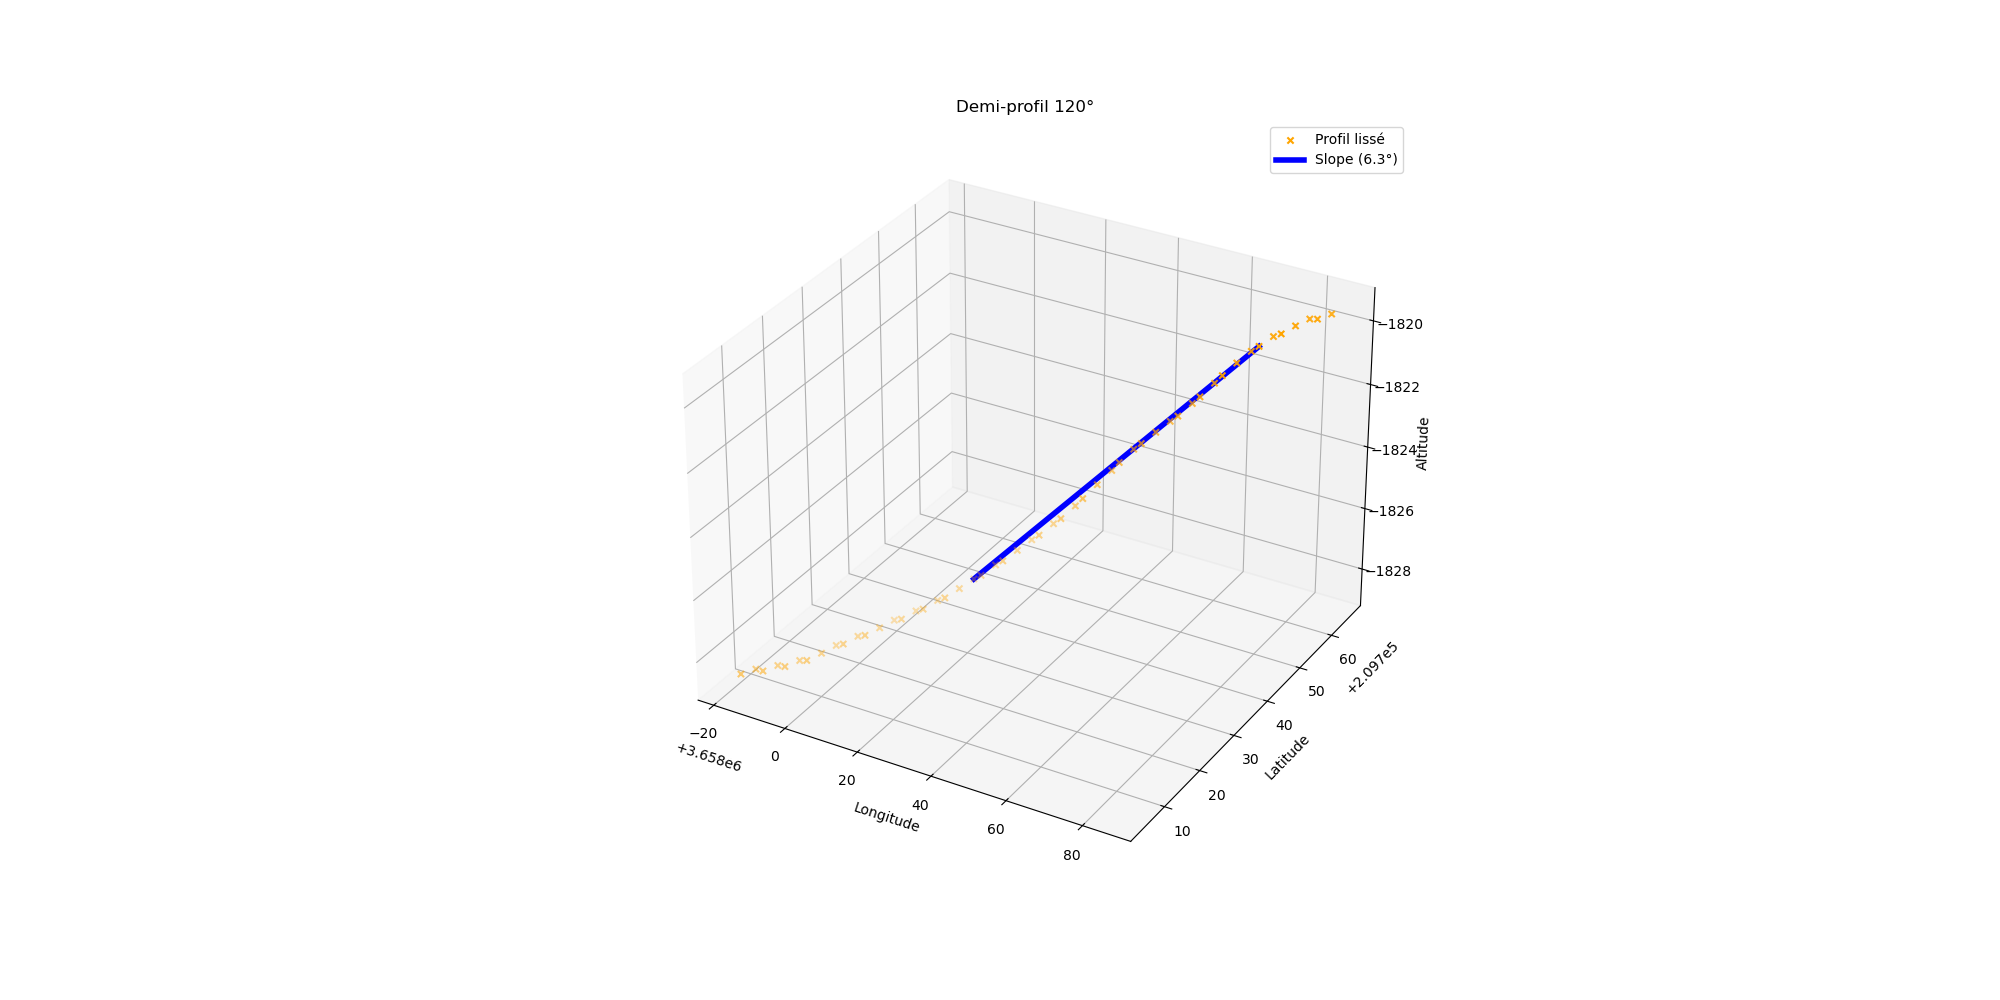 Demi-profil 120°
Profil lissé
Slope (6.3°)
−1820
−1822
−1824
−1826
−1828
Altitude
60
50
40
30
20
10
+2.097e5
Latitude
−20
0
20
40
60
80
+3.658e6
Longitude